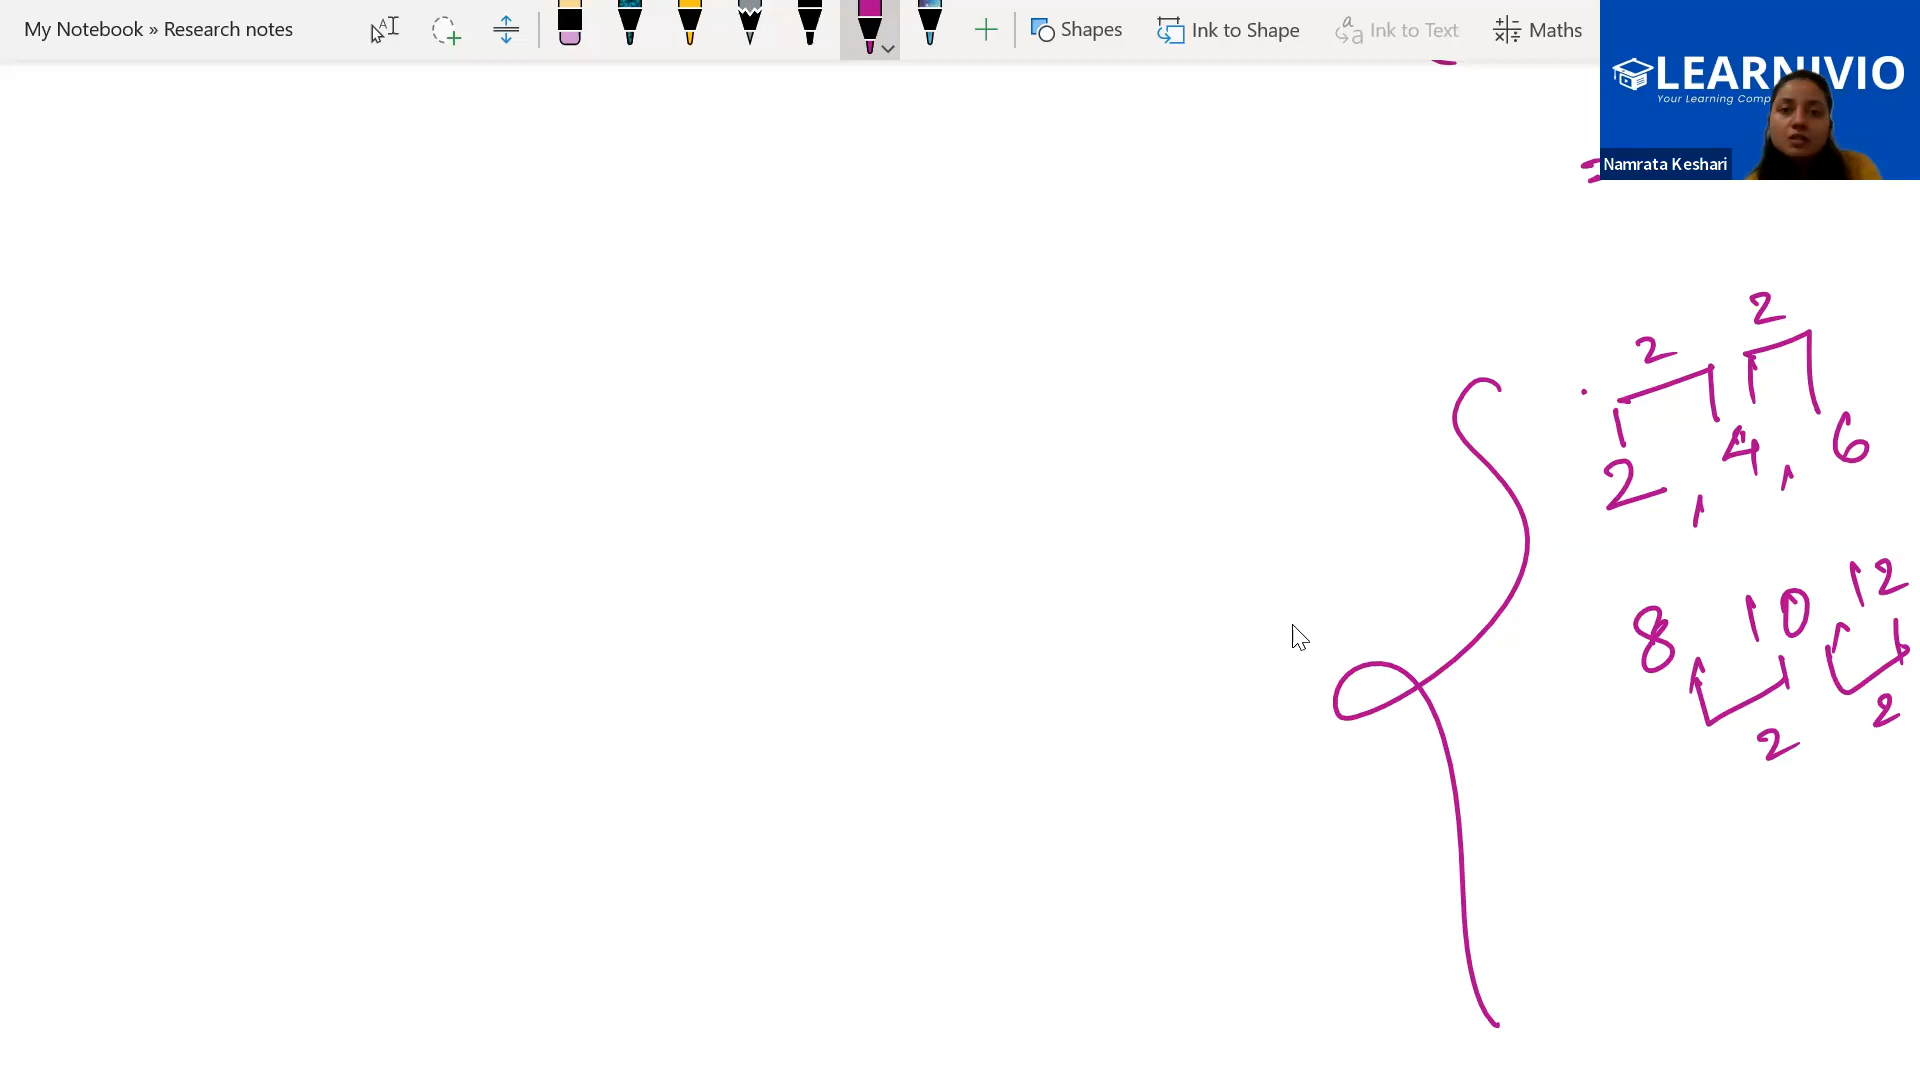 My Notebook » Research notes
Shapes
Ink to Shape
Ink to Text
Maths
LEARNIVIO
Your Learning Comp
Namrata Keshari
2
2
2, 4, 6
8 10 12
2
2